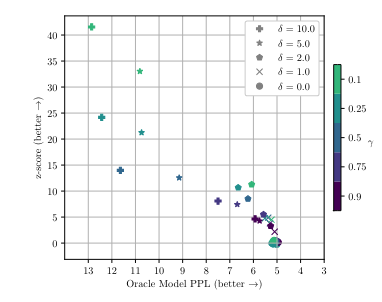 40
35
30
25
20
15
10
5
0
z-score (better →)
13 12 11 10 9 8 7 6 5 4 3
Oracle Model PPL (better →)
δ = 10.0
δ = 5.0
δ = 2.0
δ = 1.0
δ = 0.0
0.1
0.25
0.5
0.75
0.9
γ